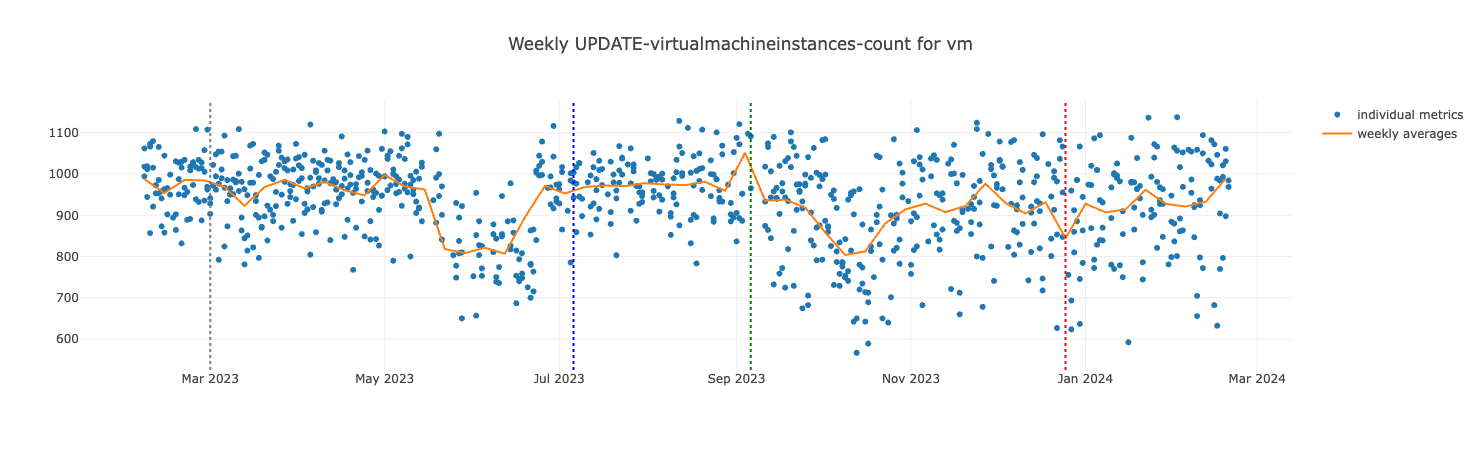 Weekly UPDATE-virtualmachineinstances-count for vm
individual metrics
weekly averages
1100
1000
900
800
700
600
Mar 2023
May 2023
Jul 2023
Sep 2023
Nov 2023
Jan 2024
Mar 2024